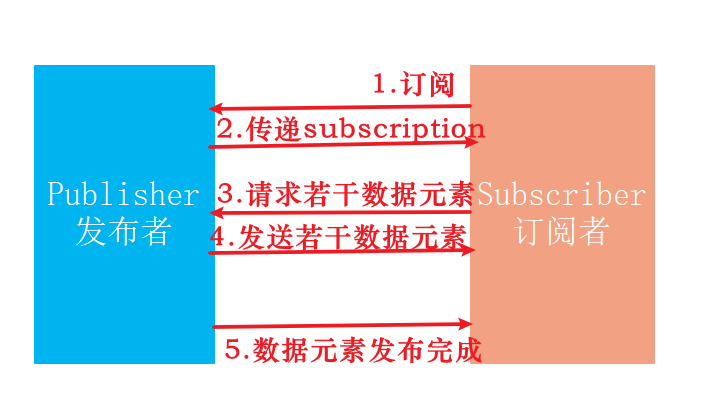 1.订阅
2.传递subscription
Publisher
发布者
3.请求若干数据元素
4.发送若干数据元素
Subscriber
订阅者
5.数据元素发布完成